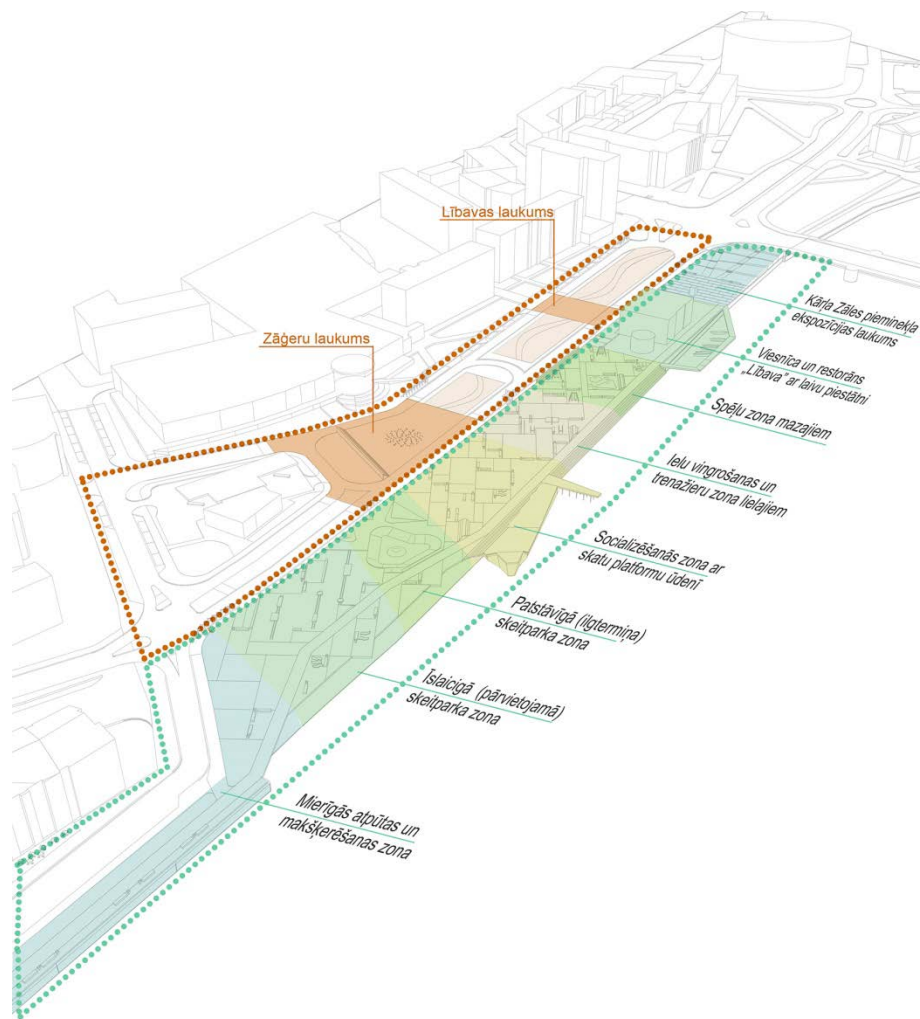 Lībavas laukums
Zāģeru laukums
Kārļa Zāles pieminekļa
ekspozīcijas laukums
Viesnīca un restorāns
„Lībava” ar laivu piestātni
Spēļu zona mazajiem
Ielu vingrošanas un
trenažieru zona lielajiem
Socializēšanās zona ar
skatu platformu ūdenī
Patstāvīgā (ilgtermiņa)
skeitparka zona
Īslaicīgā (pārvietojamā)
skeitparka zona
Mierīgās atpūtas un
makšķerēšanas zona